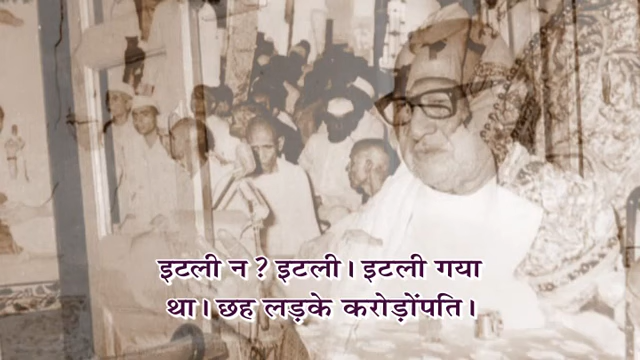 इटली न ? इटली । इटली गया
था । छह लड़के करोड़ोंपति ।